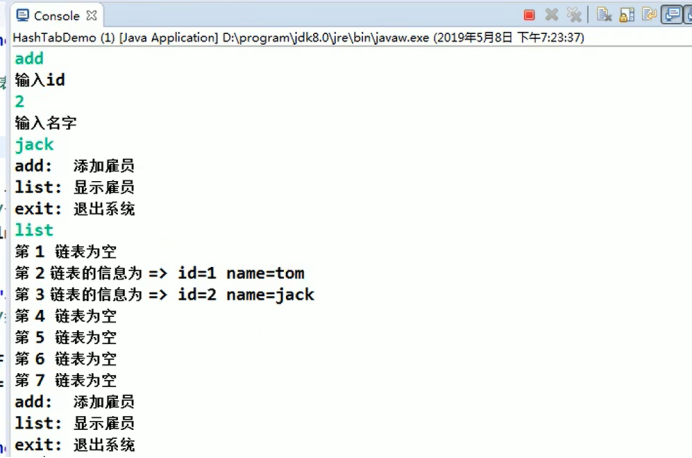 Console
HashTabDemo (1) [Java Application] D:\program\jdk8.0\jre\bin\javaw.exe (2019年5月8日 下午7:23:37)
add
输入id
2
输入名字
jack
add:  添加雇员
list: 显示雇员
exit: 退出系统
list
第 1 链表为空
第 2 链表的信息为 => id=1 name=tom
第 3 链表的信息为 => id=2 name=jack
第 4 链表为空
第 5 链表为空
第 6 链表为空
第 7 链表为空
add:  添加雇员
list: 显示雇员
exit: 退出系统